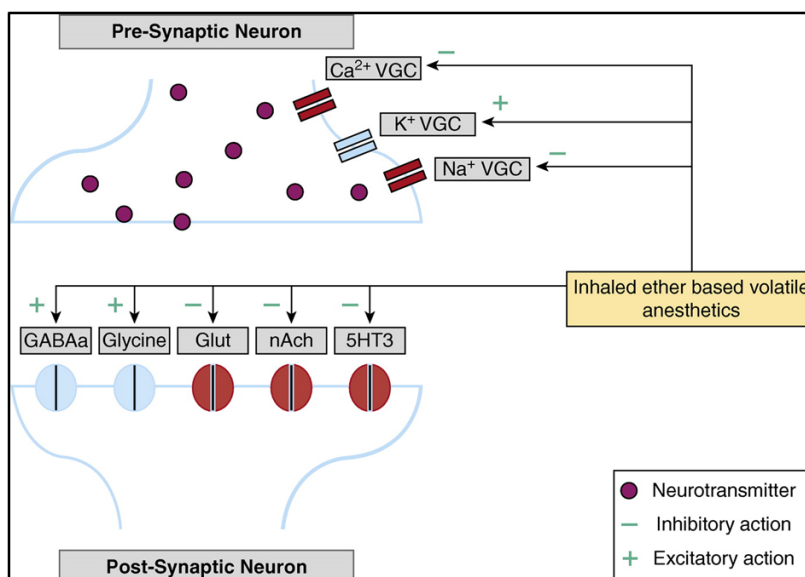 Pre-Synaptic Neuron
Ca²⁺ VGC
−
K⁺ VGC
+
Na⁺ VGC
−
Inhaled ether based volatile
anesthetics
+ + − − −
GABAa Glycine Glut nAch 5HT3
Neurotransmitter
− Inhibitory action
+ Excitatory action
Post-Synaptic Neuron